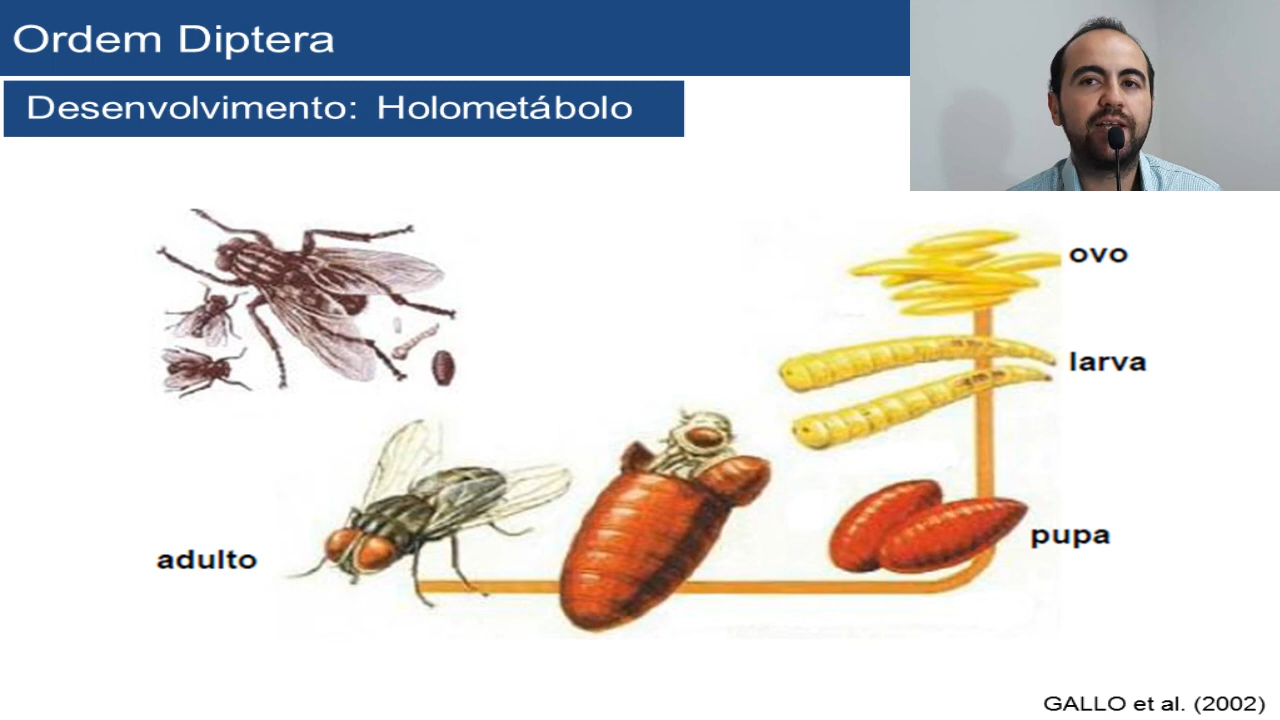 Ordem Diptera
Desenvolvimento: Holometábolo
ovo
larva
pupa
adulto
GALLO et al. (2002)